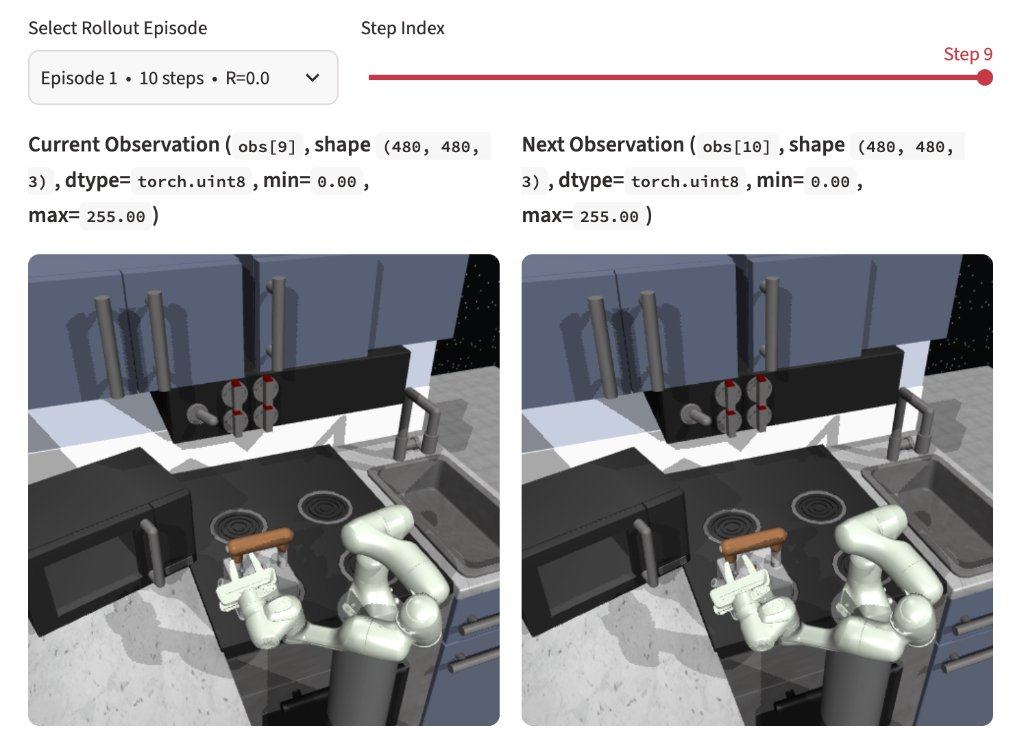 Select Rollout Episode
Step Index
Step 9
Episode 1 • 10 steps • R=0.0
Current Observation ( obs[9] , shape (480, 480,
3) , dtype= torch.uint8 , min= 0.00 ,
max= 255.00 )
Next Observation ( obs[10] , shape (480, 480,
3) , dtype= torch.uint8 , min= 0.00 ,
max= 255.00 )